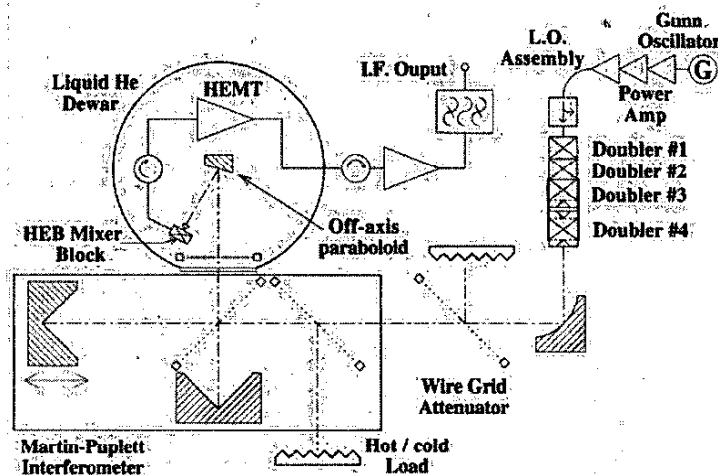 Gunn
Oscillator
L.O.
Assembly
G
Power
Amp
I.F. Ouput
Liquid He
Dewar
HEMT
Doubler #1
Doubler #2
Doubler #3
Doubler #4
HEB Mixer
Block
Off-axis
paraboloid
Wire Grid
Attenuator
Martin-Puplett
Interferometer
Hot / cold
Load